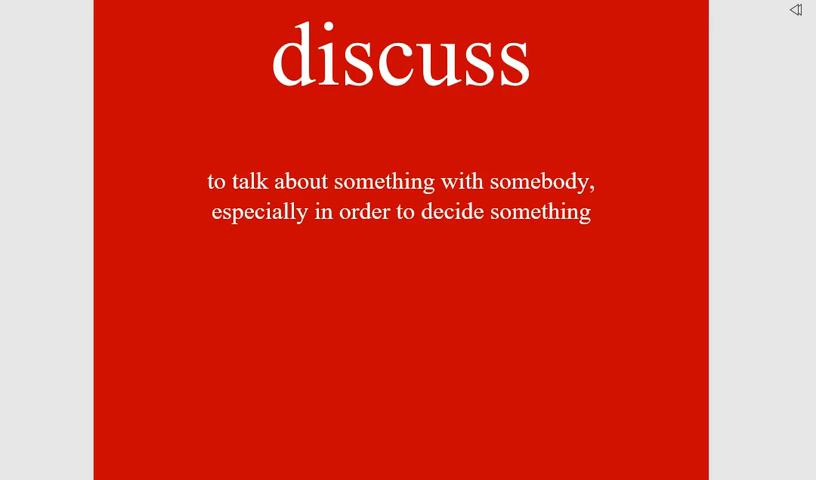 discuss
to talk about something with somebody,
especially in order to decide something